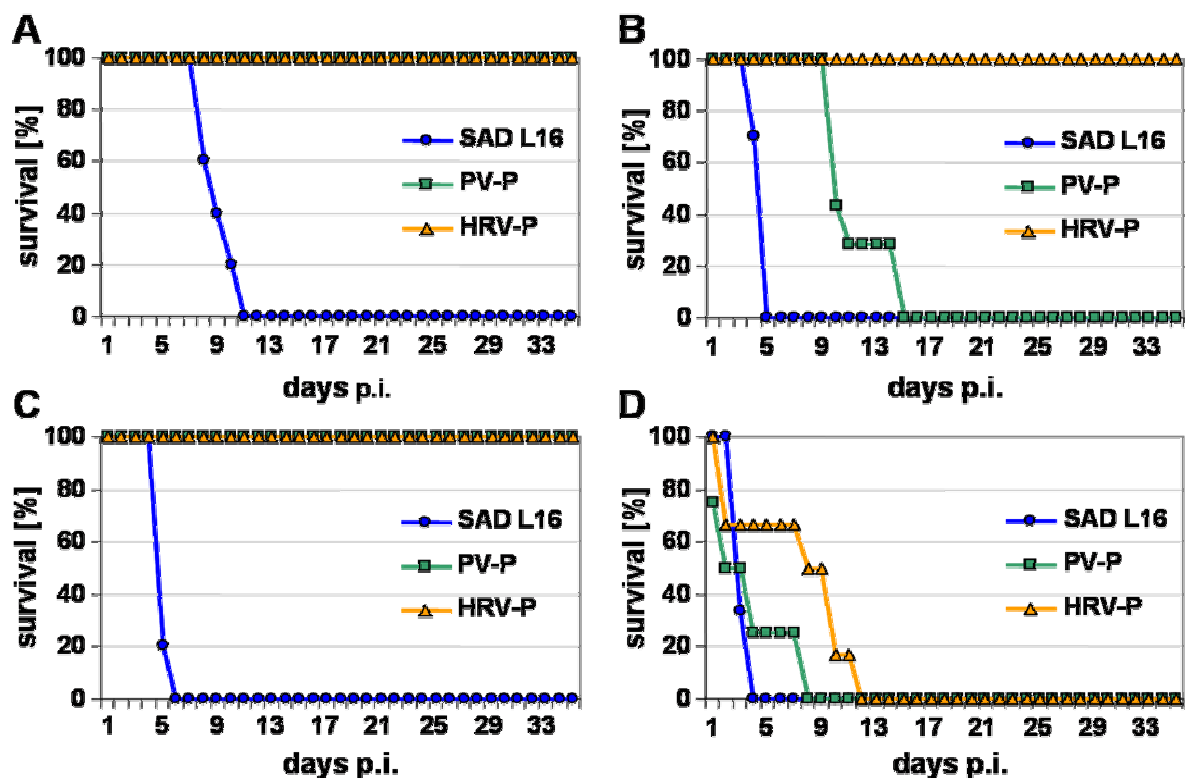 A
survival [%]
100
80
60
40
20
0
SAD L16
PV-P
HRV-P
1 5 9 13 17 21 25 29 33
days p.i.
B
survival [%]
100
80
60
40
20
0
SAD L16
PV-P
HRV-P
1 5 9 13 17 21 25 29 33
days p.i.
C
survival [%]
100
80
60
40
20
0
SAD L16
PV-P
HRV-P
1 5 9 13 17 21 25 29 33
days p.i.
D
survival [%]
100
80
60
40
20
0
SAD L16
PV-P
HRV-P
1 5 9 13 17 21 25 29 33
days p.i.